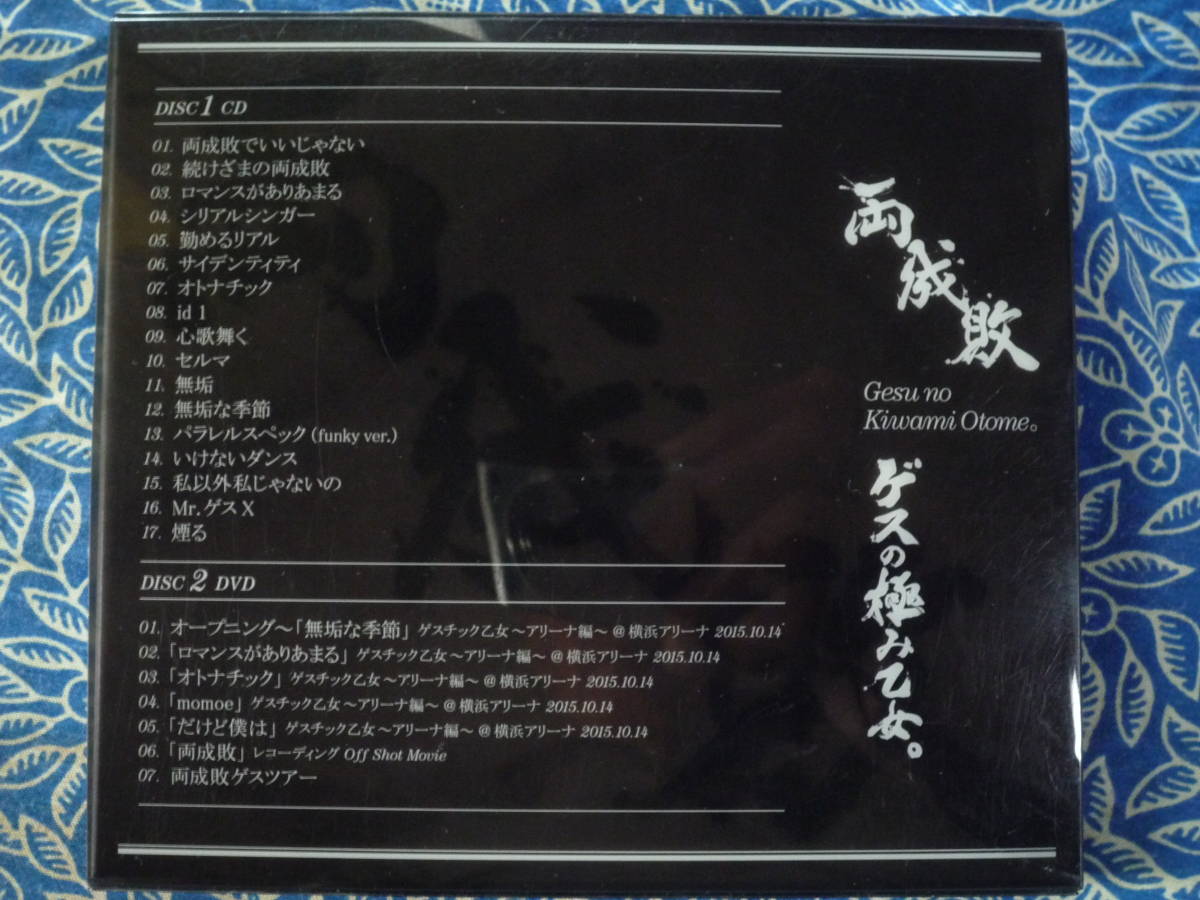 DISC 1 CD
01. 両成敗でいいじゃない
02. 続けざまの両成敗
03. ロマンスがありあまる
04. シリアルシンガー
05. 勤めるリアル
06. サイデンティティ
07. オトナチック
08. id 1
09. 心歌舞く
10. セルマ
11. 無垢
12. 無垢な季節
13. パラレルスペック (funky ver.)
14. いけないダンス
15. 私以外私じゃないの
16. Mr.ゲスX
17. 煙る
DISC 2 DVD
01. オープニング～「無垢な季節」 ゲスチック乙女～アリーナ編～@横浜アリーナ 2015.10.14
02. 「ロマンスがありあまる」 ゲスチック乙女～アリーナ編～@横浜アリーナ 2015.10.14
03. 「オトナチック」 ゲスチック乙女～アリーナ編～@横浜アリーナ 2015.10.14
04. 「momoe」 ゲスチック乙女～アリーナ編～@横浜アリーナ 2015.10.14
05. 「だけど僕は」 ゲスチック乙女～アリーナ編～@横浜アリーナ 2015.10.14
06. 「両成敗」 レコーディング Off Shot Movie
07. 両成敗ゲスツアー
両成敗
Gesu no
Kiwami Otome。
ゲスの極み乙女。